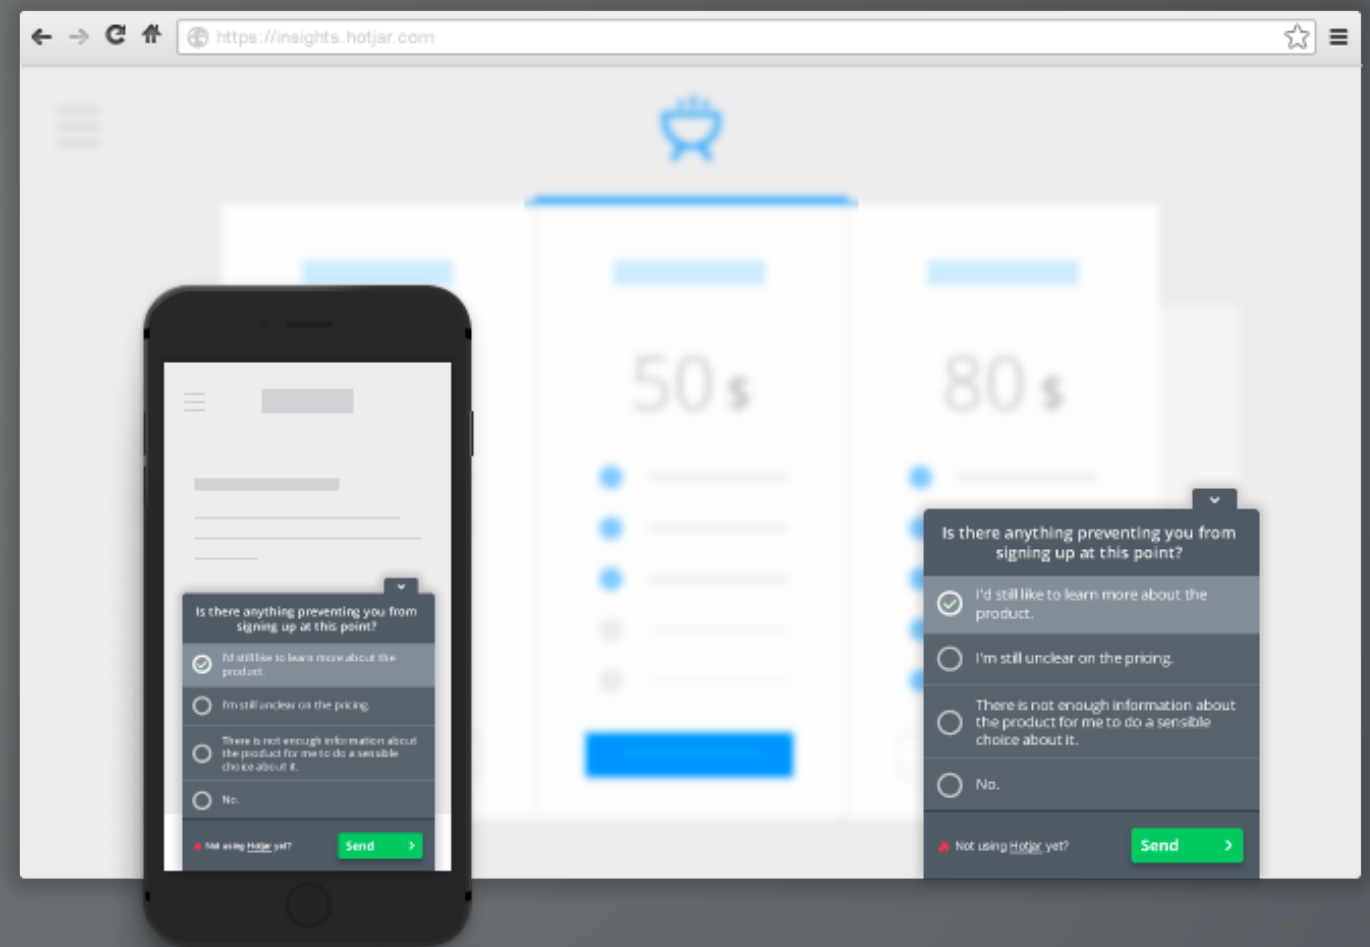 https://insights.hotjar.com
50 $
80 $
Is there anything preventing you from
signing up at this point?
I'd still like to learn more about the
product.
I'm still unclear on the pricing.
There is not enough information about
the product for me to do a sensible
choice about it.
No.
Not using Hotjar yet?
Send
Is there anything preventing you from
signing up at this point?
I'd still like to learn more about the
product.
I'm still unclear on the pricing.
There is not enough information about
the product for me to do a sensible
choice about it.
No.
Not using Hotjar yet?
Send